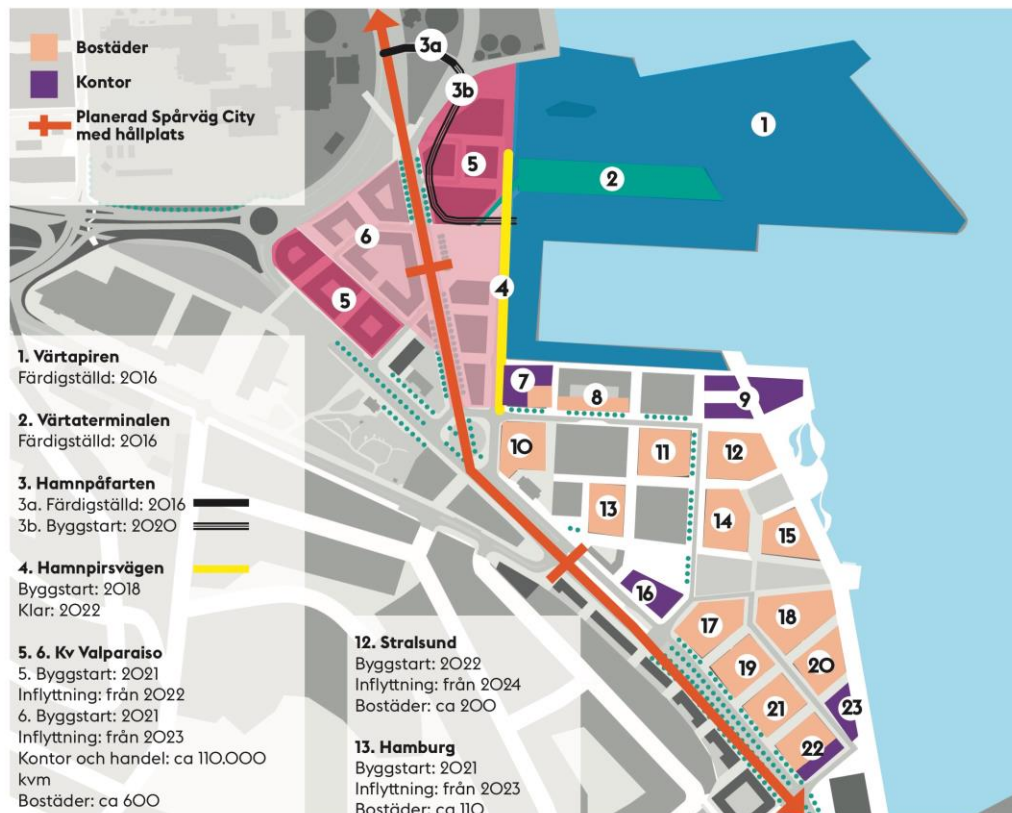 Bostäder
Kontor
Planerad Spårväg City
med hållplats
3a
3b
1
2
5
6
4
5
7
8
9
10
11
12
13
14
15
16
17
18
19
20
21
22
23
1. Värtapiren
Färdigställd: 2016
2. Värtaterminalen
Färdigställd: 2016
3. Hamnpåfarten
3a. Färdigställd: 2016
3b. Byggstart: 2020
4. Hamnpirsvägen
Byggstart: 2018
Klar: 2022
5. 6. Kv Valparaiso
5. Byggstart: 2021
Inflyttning: från 2022
6. Byggstart: 2021
Inflyttning: från 2023
Kontor och handel: ca 110.000
kvm
Bostäder: ca 600
12. Stralsund
Byggstart: 2022
Inflyttning: från 2024
Bostäder: ca 200
13. Hamburg
Byggstart: 2021
Inflyttning: från 2023
Bostäder: ca 110